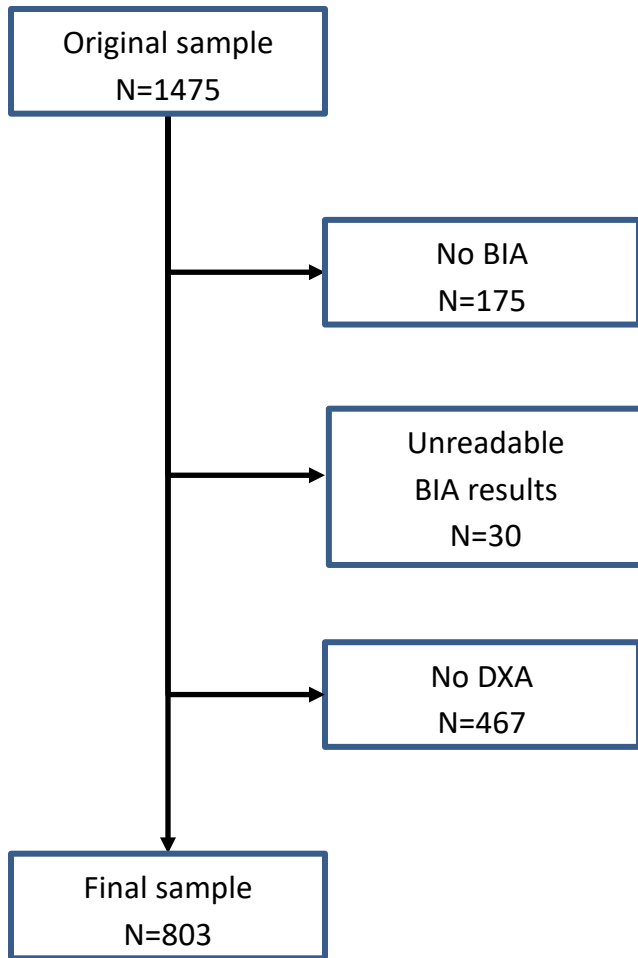 Original sample
N=1475
No BIA
N=175
Unreadable
BIA results
N=30
No DXA
N=467
Final sample
N=803